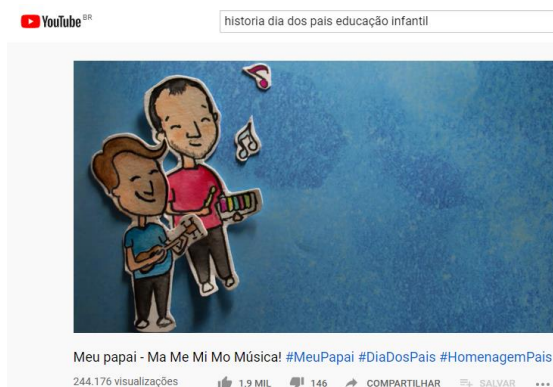 YouTube BR
historia dia dos pais educação infantil
Meu papai - Ma Me Mi Mo Música! #MeuPapai #DiaDosPais #HomenagemPais
244.176 visualizações 1,9 MIL 146 COMPARTILHAR SALVAR